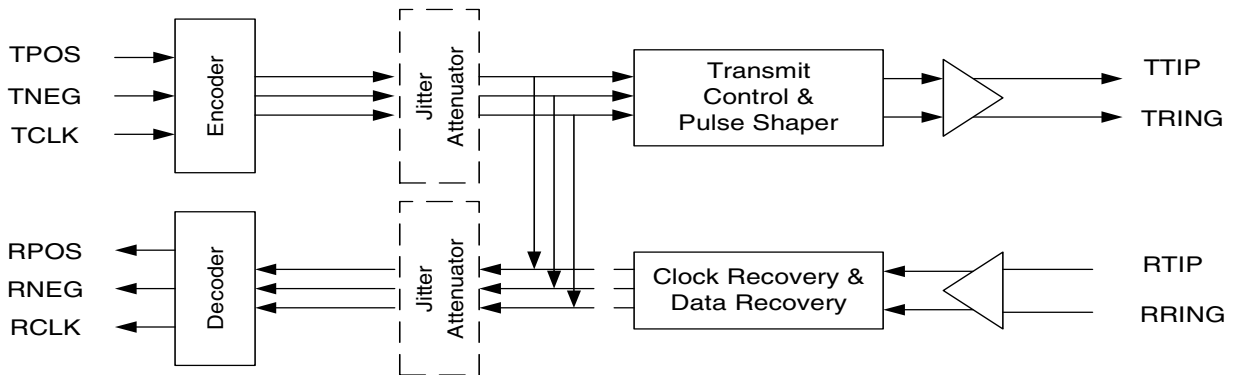 TPOS
TNEG
TCLK
Encoder
Jitter
Attenuator
Transmit
Control &
Pulse Shaper
TTIP
TRING
RPOS
RNEG
RCLK
Decoder
Jitter
Attenuator
Clock Recovery &
Data Recovery
RTIP
RRING